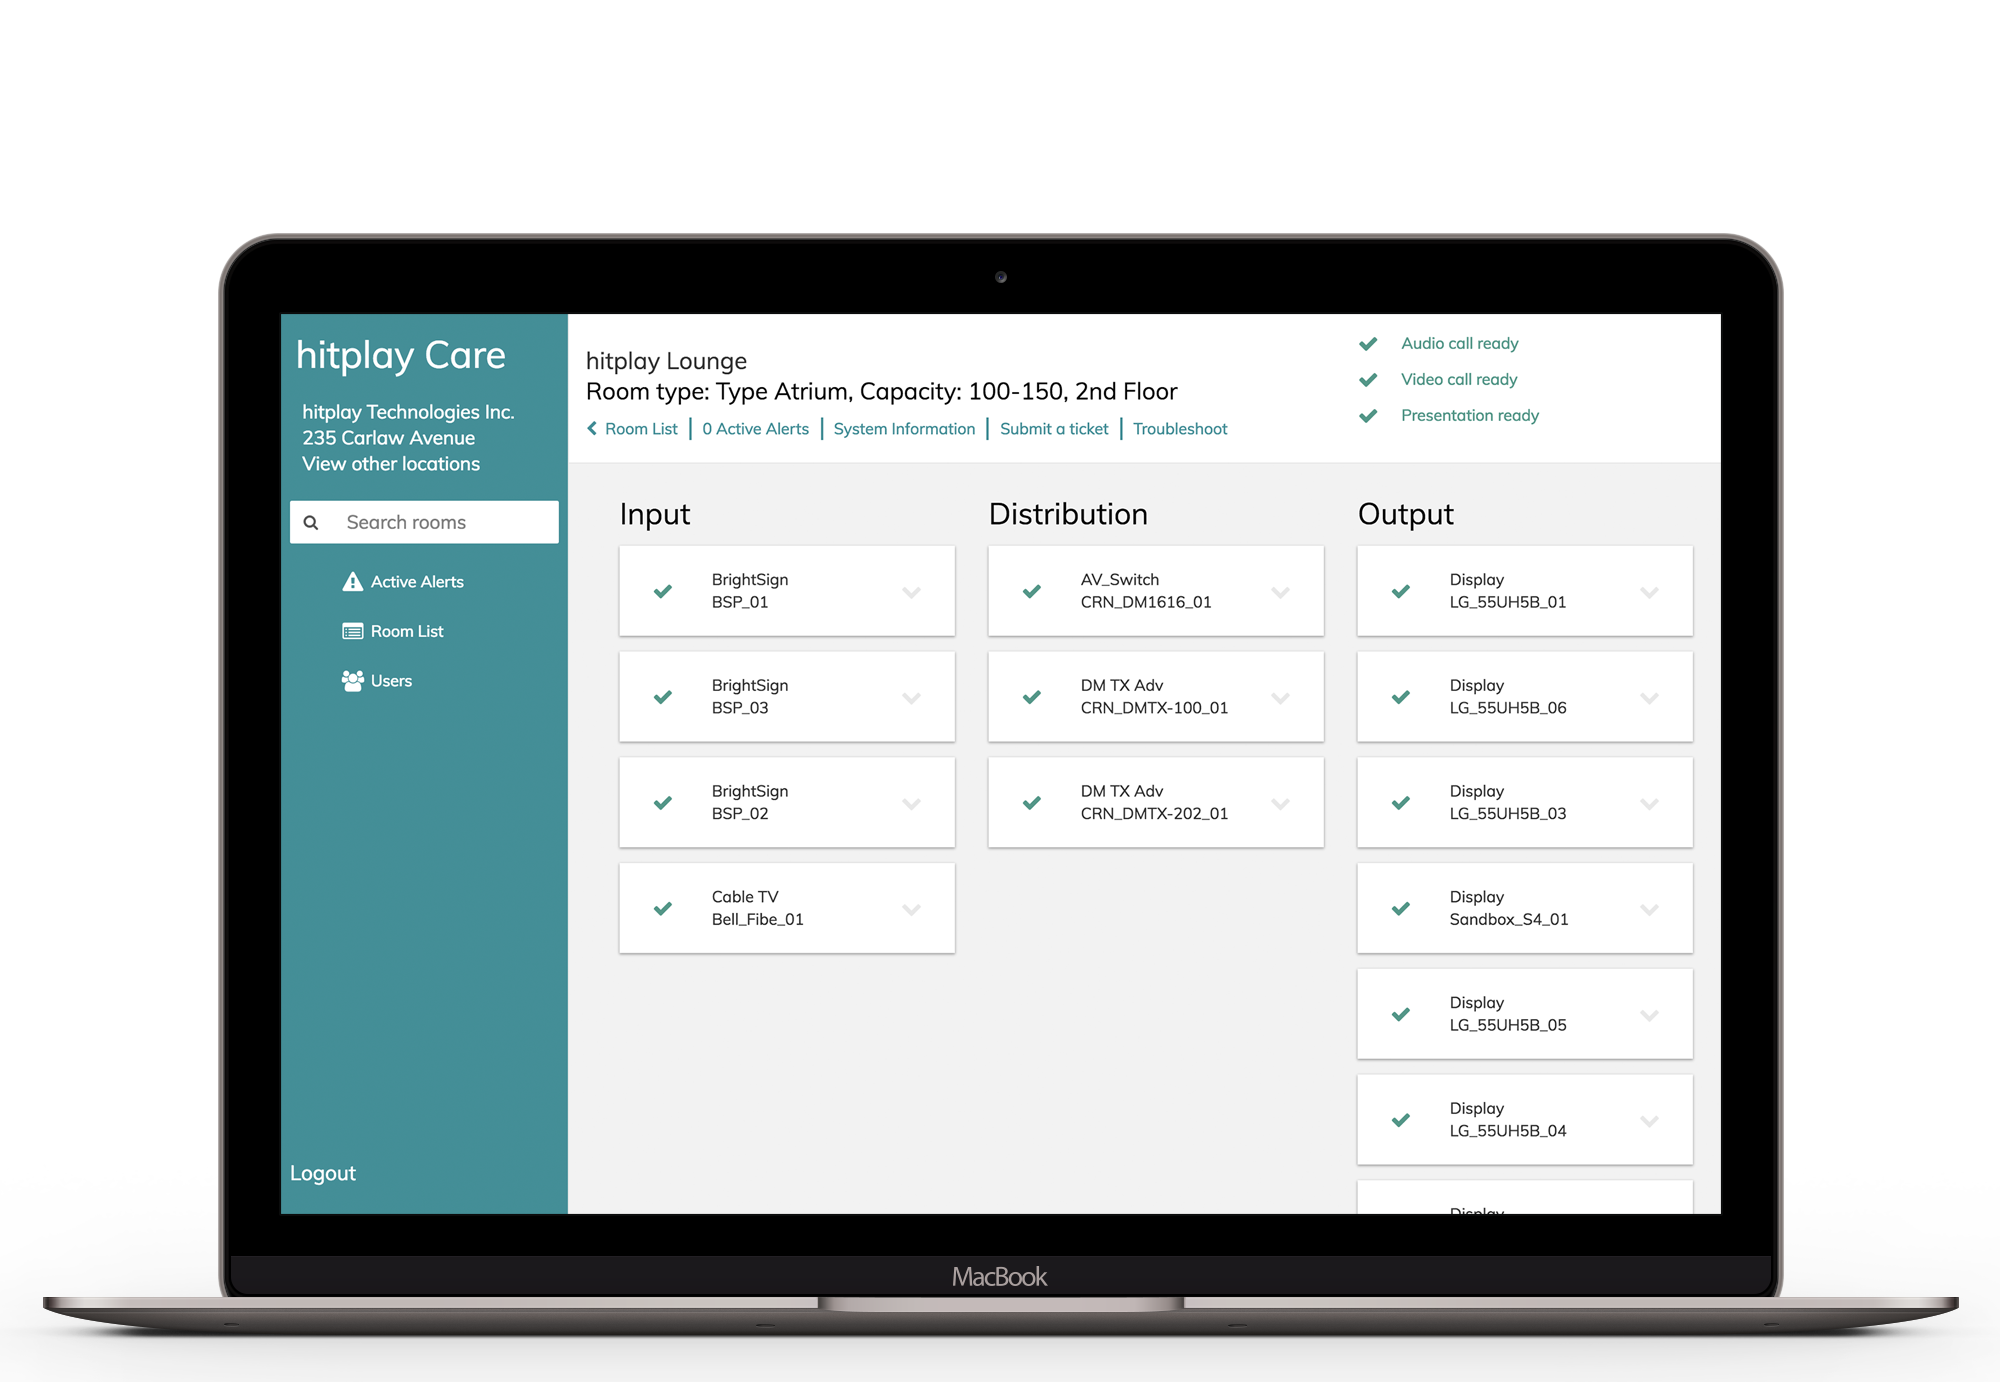 hitplay Care
hitplay Technologies Inc.
235 Carlaw Avenue
View other locations
Search rooms
Active Alerts
Room List
Users
Logout
hitplay Lounge
Room type: Type Atrium, Capacity: 100-150, 2nd Floor
Room List
0 Active Alerts
System Information
Submit a ticket
Troubleshoot
Audio call ready
Video call ready
Presentation ready
Input
BrightSign
BSP_01
BrightSign
BSP_03
BrightSign
BSP_02
Cable TV
Bell_Fibe_01
Distribution
AV_Switch
CRN_DM1616_01
DM TX Adv
CRN_DMTX-100_01
DM TX Adv
CRN_DMTX-202_01
Output
Display
LG_55UH5B_01
Display
LG_55UH5B_06
Display
LG_55UH5B_03
Display
Sandbox_S4_01
Display
LG_55UH5B_05
Display
LG_55UH5B_04
Display
MacBook